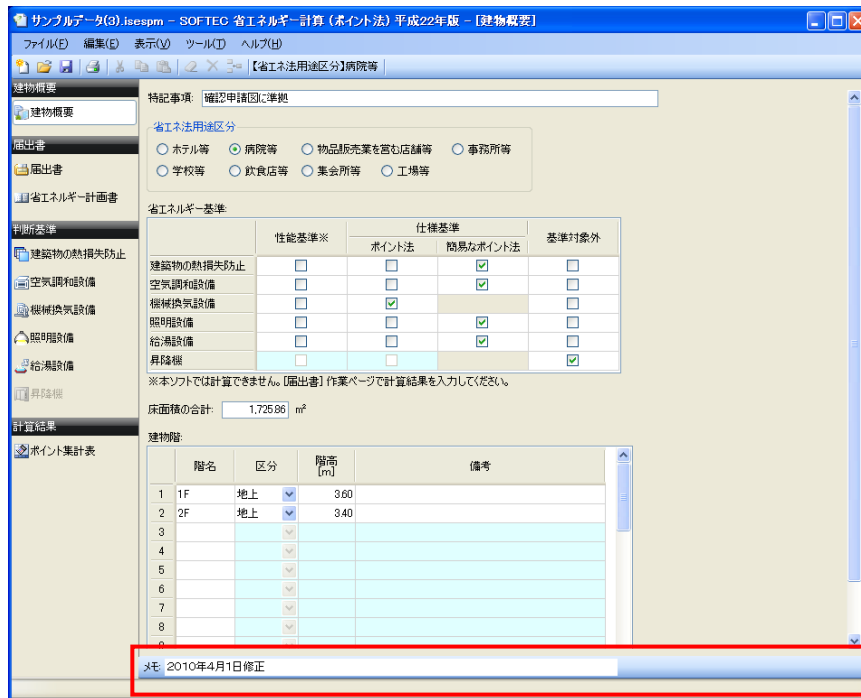 サンプルデータ(3).isespm - SOFTEC 省エネルギー計算 (ポイント法) 平成22年版 - [建物概要]
ファイル(F) 編集(E) 表示(V) ツール(T) ヘルプ(H)
【省エネ法用途区分】病院等
建物概要
建物概要
届出書
届出書
省エネルギー計画書
判断基準
建築物の熱損失防止
空気調和設備
機械換気設備
照明設備
給湯設備
昇降機
計算結果
ポイント集計表
特記事項: 確認申請図に準拠
省エネ法用途区分
ホテル等 病院等 物品販売業を営む店舗等 事務所等
学校等 飲食店等 集会所等 工場等
省エネルギー基準:
性能基準※ 仕様基準 基準対象外
ポイント法 簡易なポイント法
建築物の熱損失防止
空気調和設備
機械換気設備
照明設備
給湯設備
昇降機
※本ソフトでは計算できません。[届出書]作業ページで計算結果を入力してください。
床面積の合計: 1,725.86 m²
建物階:
階名 区分 階高[m] 備考
1 1F 地上 3.60
2 2F 地上 3.40
3
4
5
6
7
8
メモ: 2010年4月1日修正